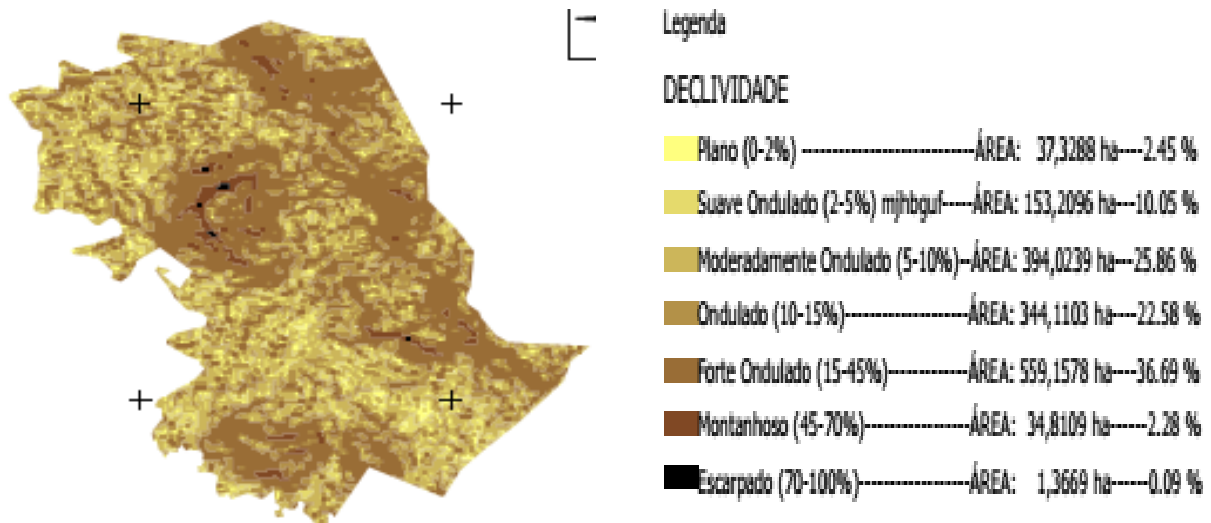 Legenda
DECLIVIDADE
Plano (0-2%) ----------------------------ÁREA: 37,3288 ha----2.45 %
Suave Ondulado (2-5%) mjhbguf-----ÁREA: 153,2096 ha---10.05 %
Moderadamente Ondulado (5-10%)--ÁREA: 394,0239 ha---25.86 %
Ondulado (10-15%)--------------------ÁREA: 344,1103 ha----22.58 %
Forte Ondulado (15-45%)-------------ÁREA: 559,1578 ha----36.69 %
Montanhoso (45-70%)-----------------ÁREA: 34,8109 ha------2.28 %
Escarpado (70-100%)------------------ÁREA: 1,3669 ha-----0.09 %